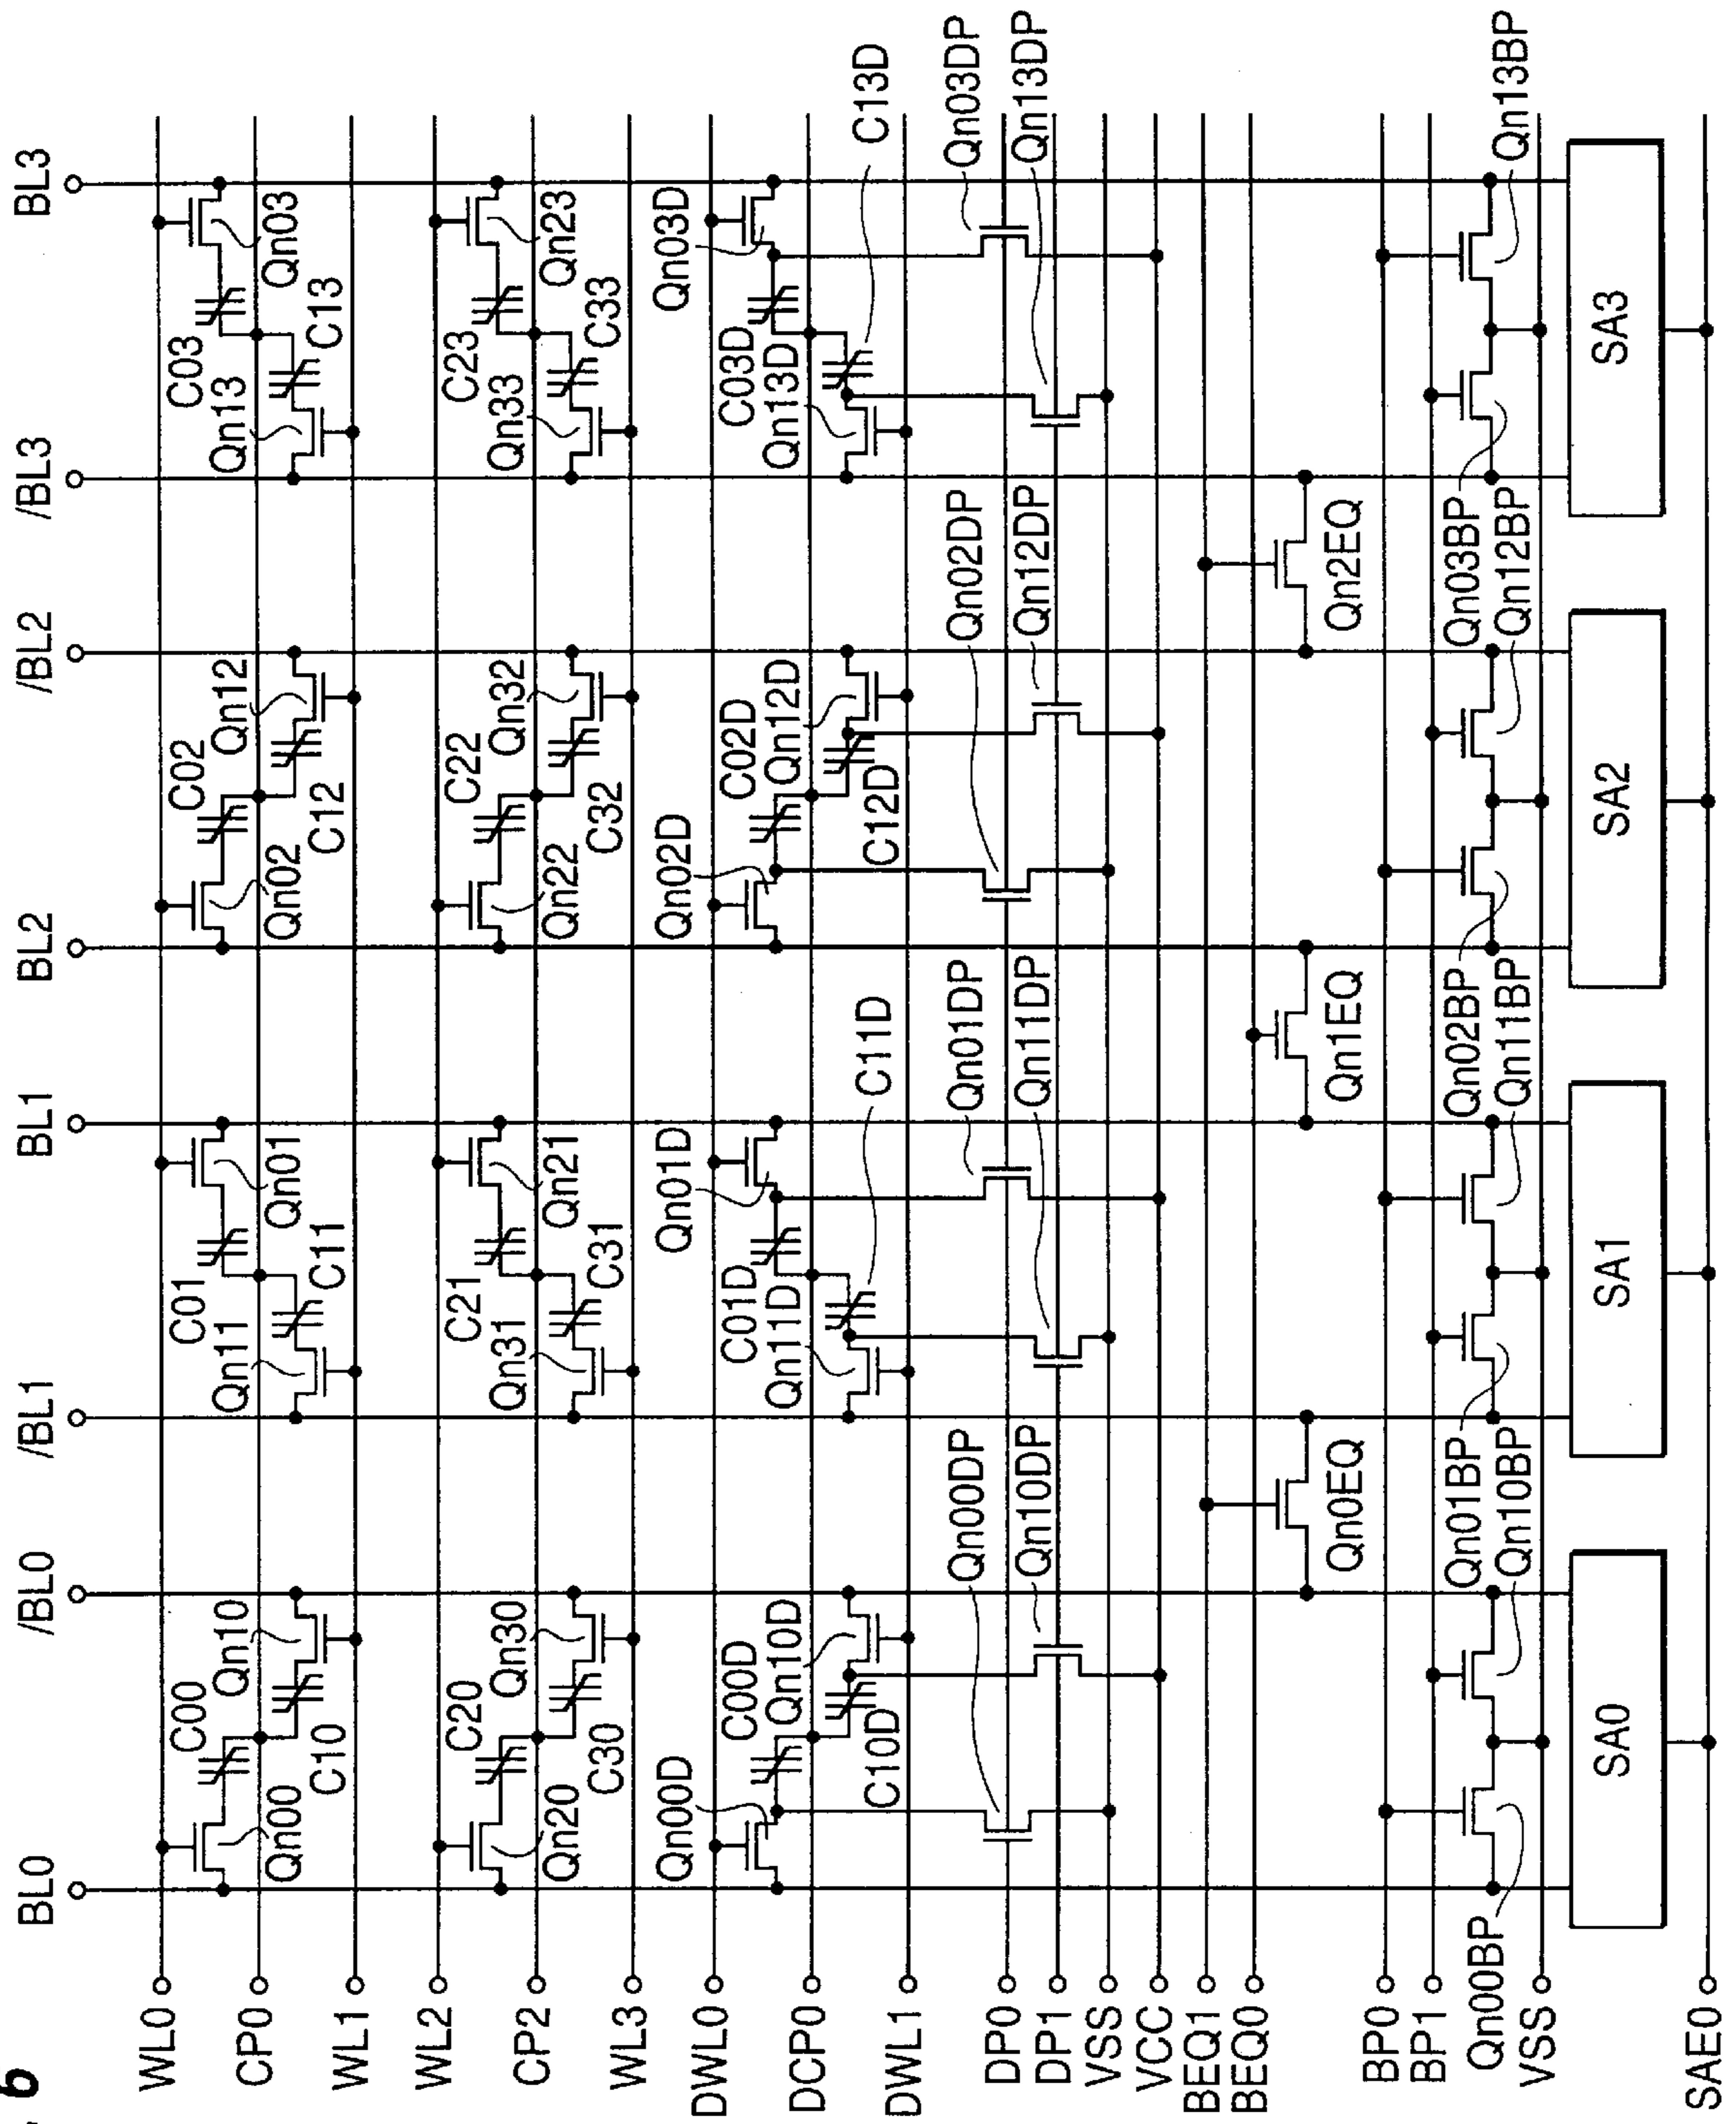 6
BL0
/BL0
/BL1
BL1
BL2
/BL2
/BL3
BL3
WL0
CP0
WL1
C00
Qn10
Qn00
C10
C01
Qn11
Qn01
C11
C02
Qn12
Qn02
C12
C03
Qn13
Qn03
C13
WL2
CP2
WL3
C20
Qn30
Qn20
C30
C21
Qn31
Qn21
C31
C22
Qn32
Qn22
C32
C23
Qn33
Qn23
C33
DWL0
DCP0
DWL1
Qn00D
C00D
Qn10D
C10D
C01D
Qn11D
Qn01D
C11D
Qn02D
C02D
Qn12D
C12D
C03D
Qn13D
Qn03D
C13D
DP0
DP1
VSS
VCC
Qn00DP
Qn10DP
Qn01DP
Qn11DP
Qn02DP
Qn12DP
Qn03DP
Qn13DP
BEQ1
BEQ0
Qn0EQ
Qn1EQ
Qn2EQ
BP0
BP1
Qn00BP
VSS
Qn01BP
Qn10BP
Qn02BP
Qn11BP
Qn03BP
Qn12BP
Qn13BP
SA0
SA1
SA2
SA3
SAE0